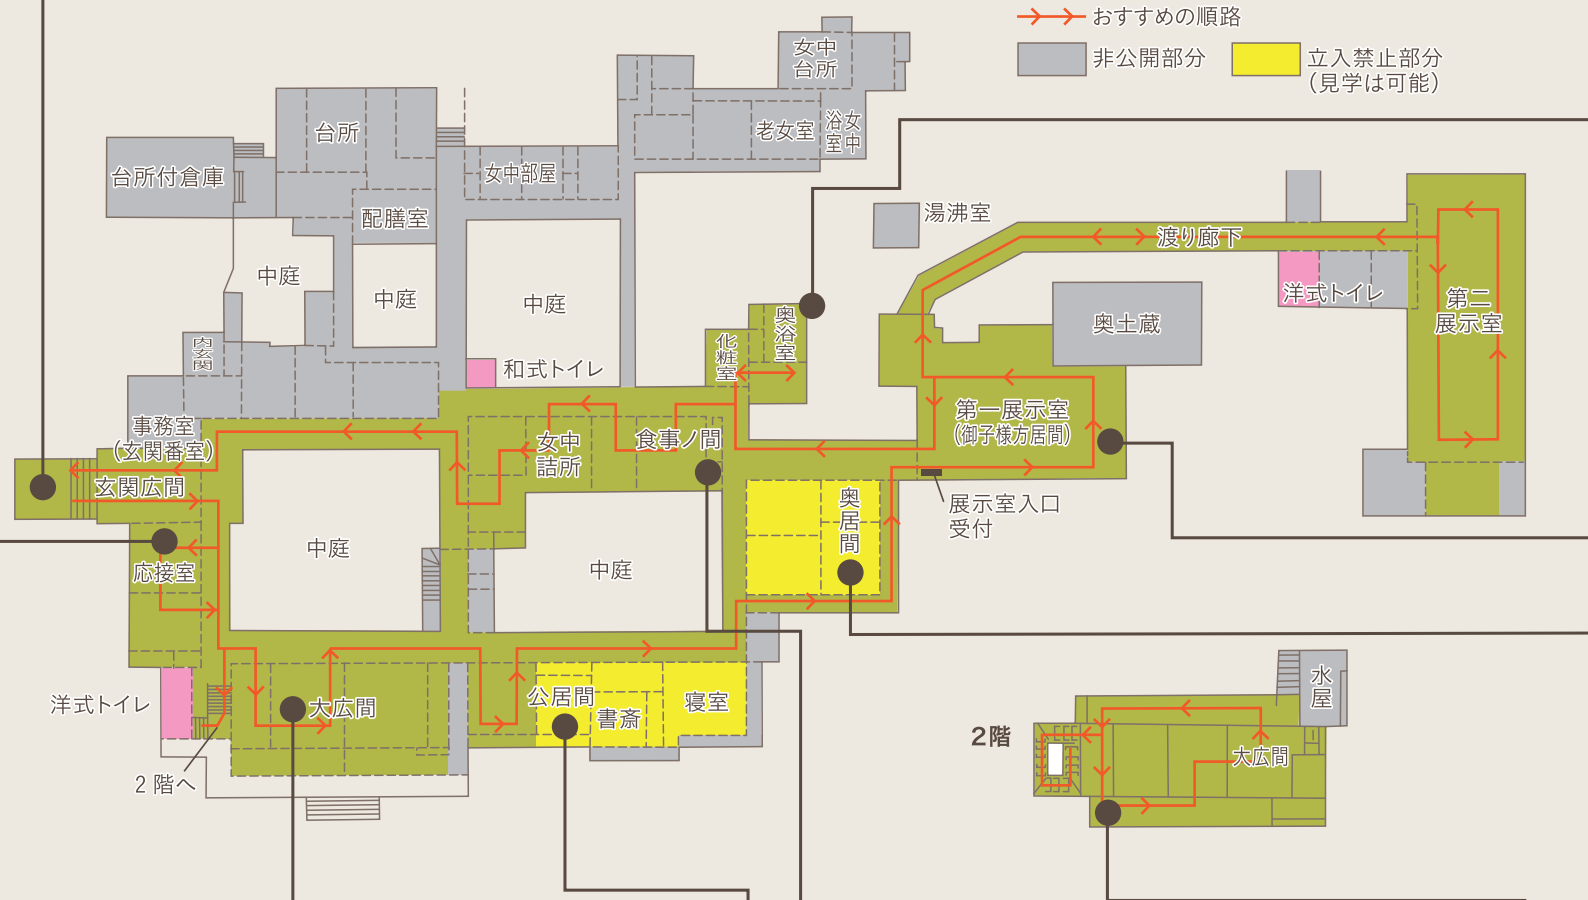 おすすめの順路
非公開部分
立入禁止部分
（見学は可能）
女中
台所
台所
老女室
浴室
女中
台所付倉庫
女中部屋
配膳室
湯沸室
渡り廊下
中庭
中庭
中庭
洋式トイレ
第二
展示室
奥土蔵
奥浴室
化粧室
内玄関
和式トイレ
第一展示室
（御子様方居間）
事務室
（玄関番室）
女中
詰所
食事ノ間
玄関広間
奥居間
展示室入口
受付
中庭
中庭
応接室
洋式トイレ
大広間
公居間
書斎
寝室
水屋
2階
大広間
2階へ